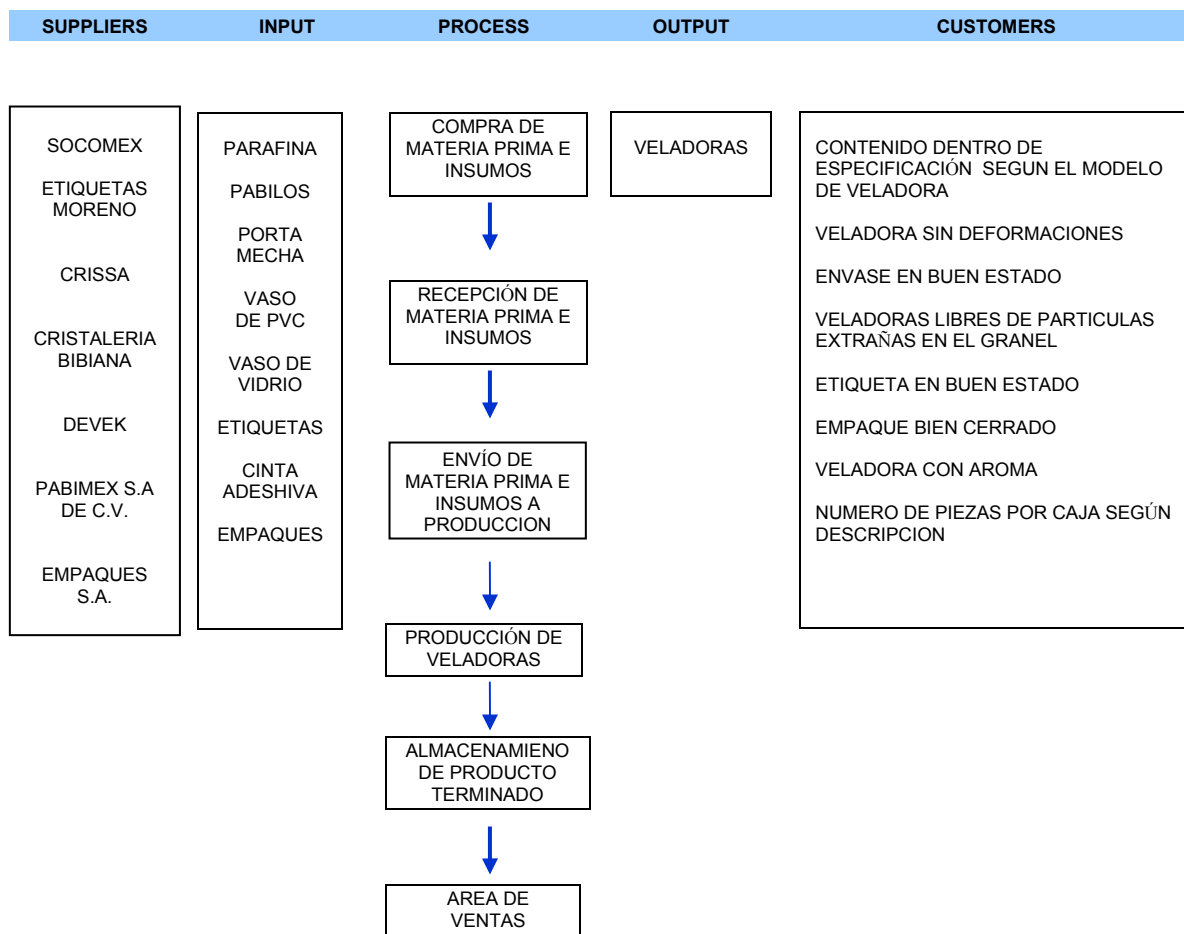 SUPPLIERS INPUT PROCESS OUTPUT CUSTOMERS
SOCOMEX
ETIQUETAS
MORENO
CRISSA
CRISTALERIA
BIBIANA
DEVEK
PABIMEX S.A
DE C.V.
EMPAQUES
S.A.
PARAFINA
PABILOS
PORTA
MECHA
VASO
DE PVC
VASO DE
VIDRIO
ETIQUETAS
CINTA
ADESHIVA
EMPAQUES
COMPRA DE
MATERIA PRIMA E
INSUMOS
RECEPCIÓN DE
MATERIA PRIMA E
INSUMOS
ENVÍO DE
MATERIA PRIMA E
INSUMOS A
PRODUCCION
PRODUCCIÓN DE
VELADORAS
ALMACENAMIENO
DE PRODUCTO
TERMINADO
AREA DE
VENTAS
VELADORAS
CONTENIDO DENTRO DE
ESPECIFICACIÓN SEGUN EL MODELO
DE VELADORA
VELADORA SIN DEFORMACIONES
ENVASE EN BUEN ESTADO
VELADORAS LIBRES DE PARTICULAS
EXTRAÑAS EN EL GRANEL
ETIQUETA EN BUEN ESTADO
EMPAQUE BIEN CERRADO
VELADORA CON AROMA
NUMERO DE PIEZAS POR CAJA SEGÚN
DESCRIPCION